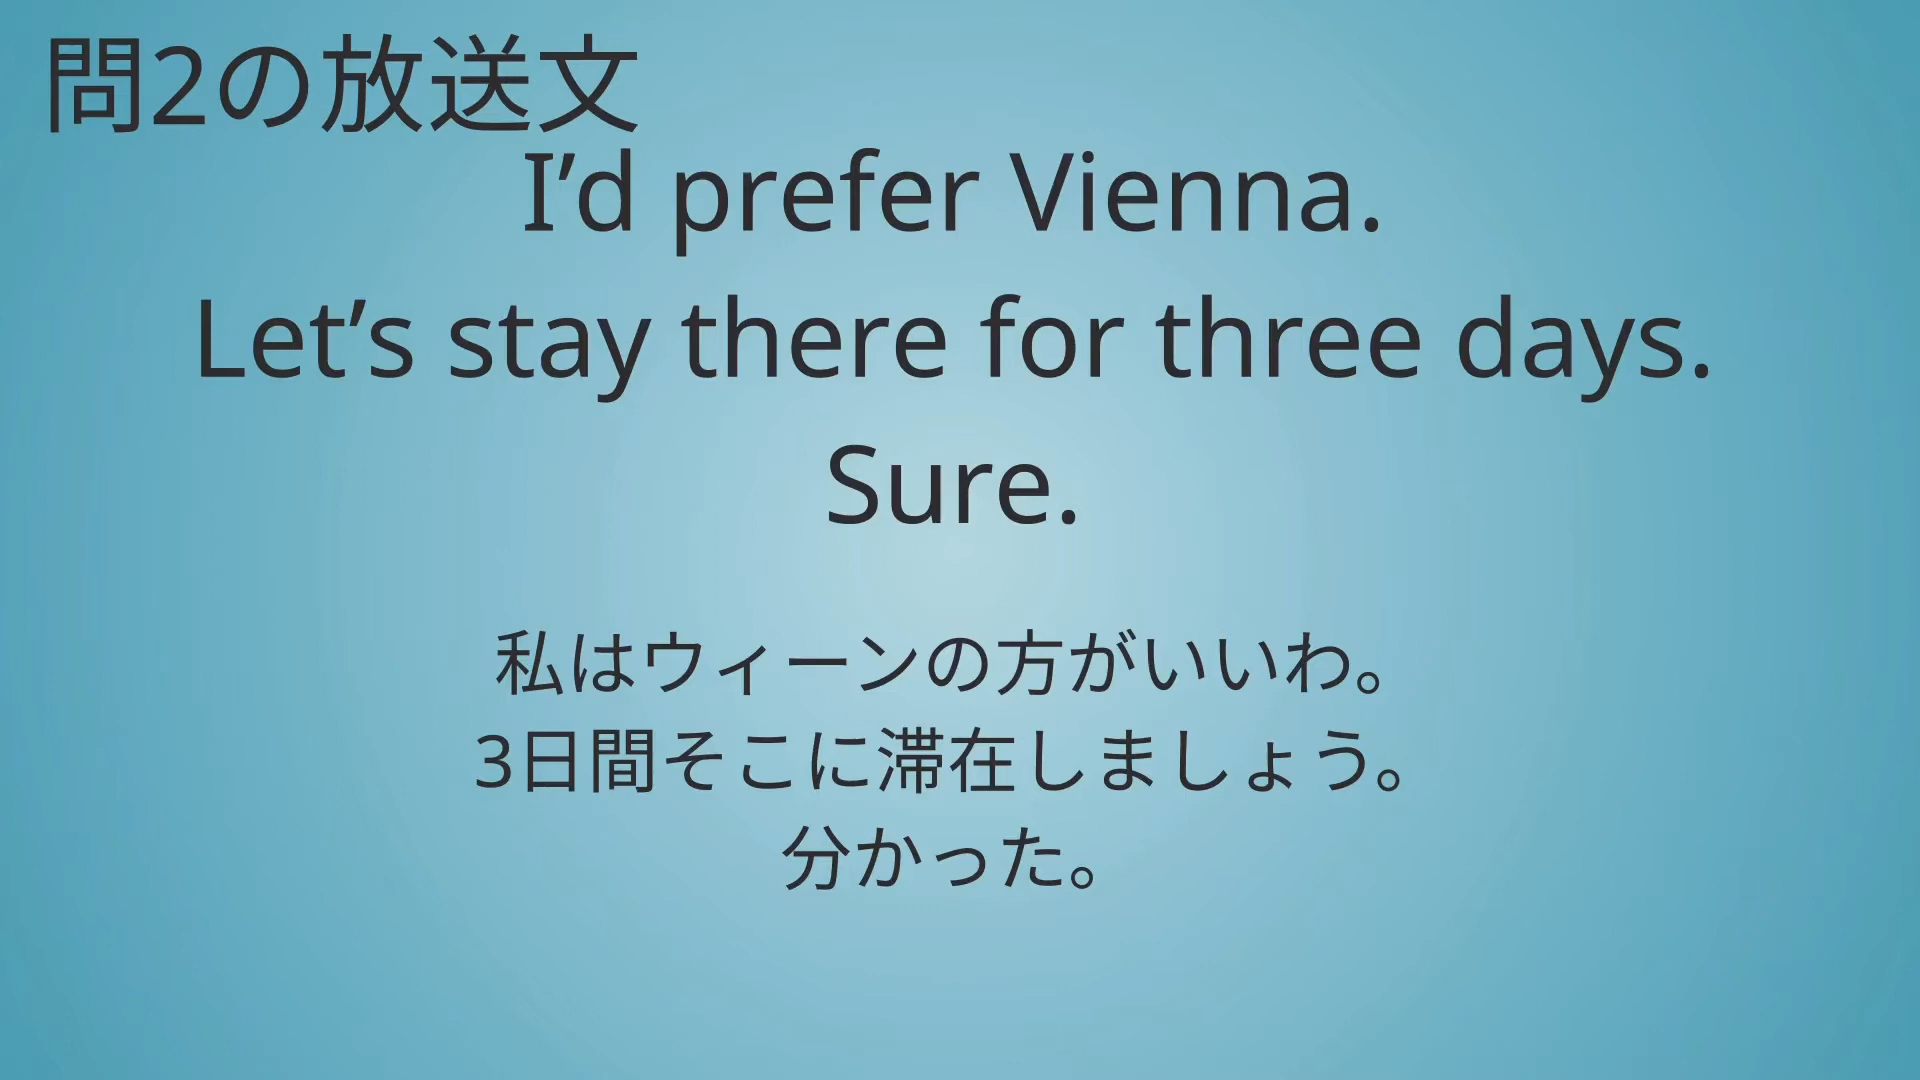 問2の放送文
I’d prefer Vienna.
Let’s stay there for three days.
Sure.
私はウィーンの方がいいわ。
3日間そこに滞在しましょう。
分かった。